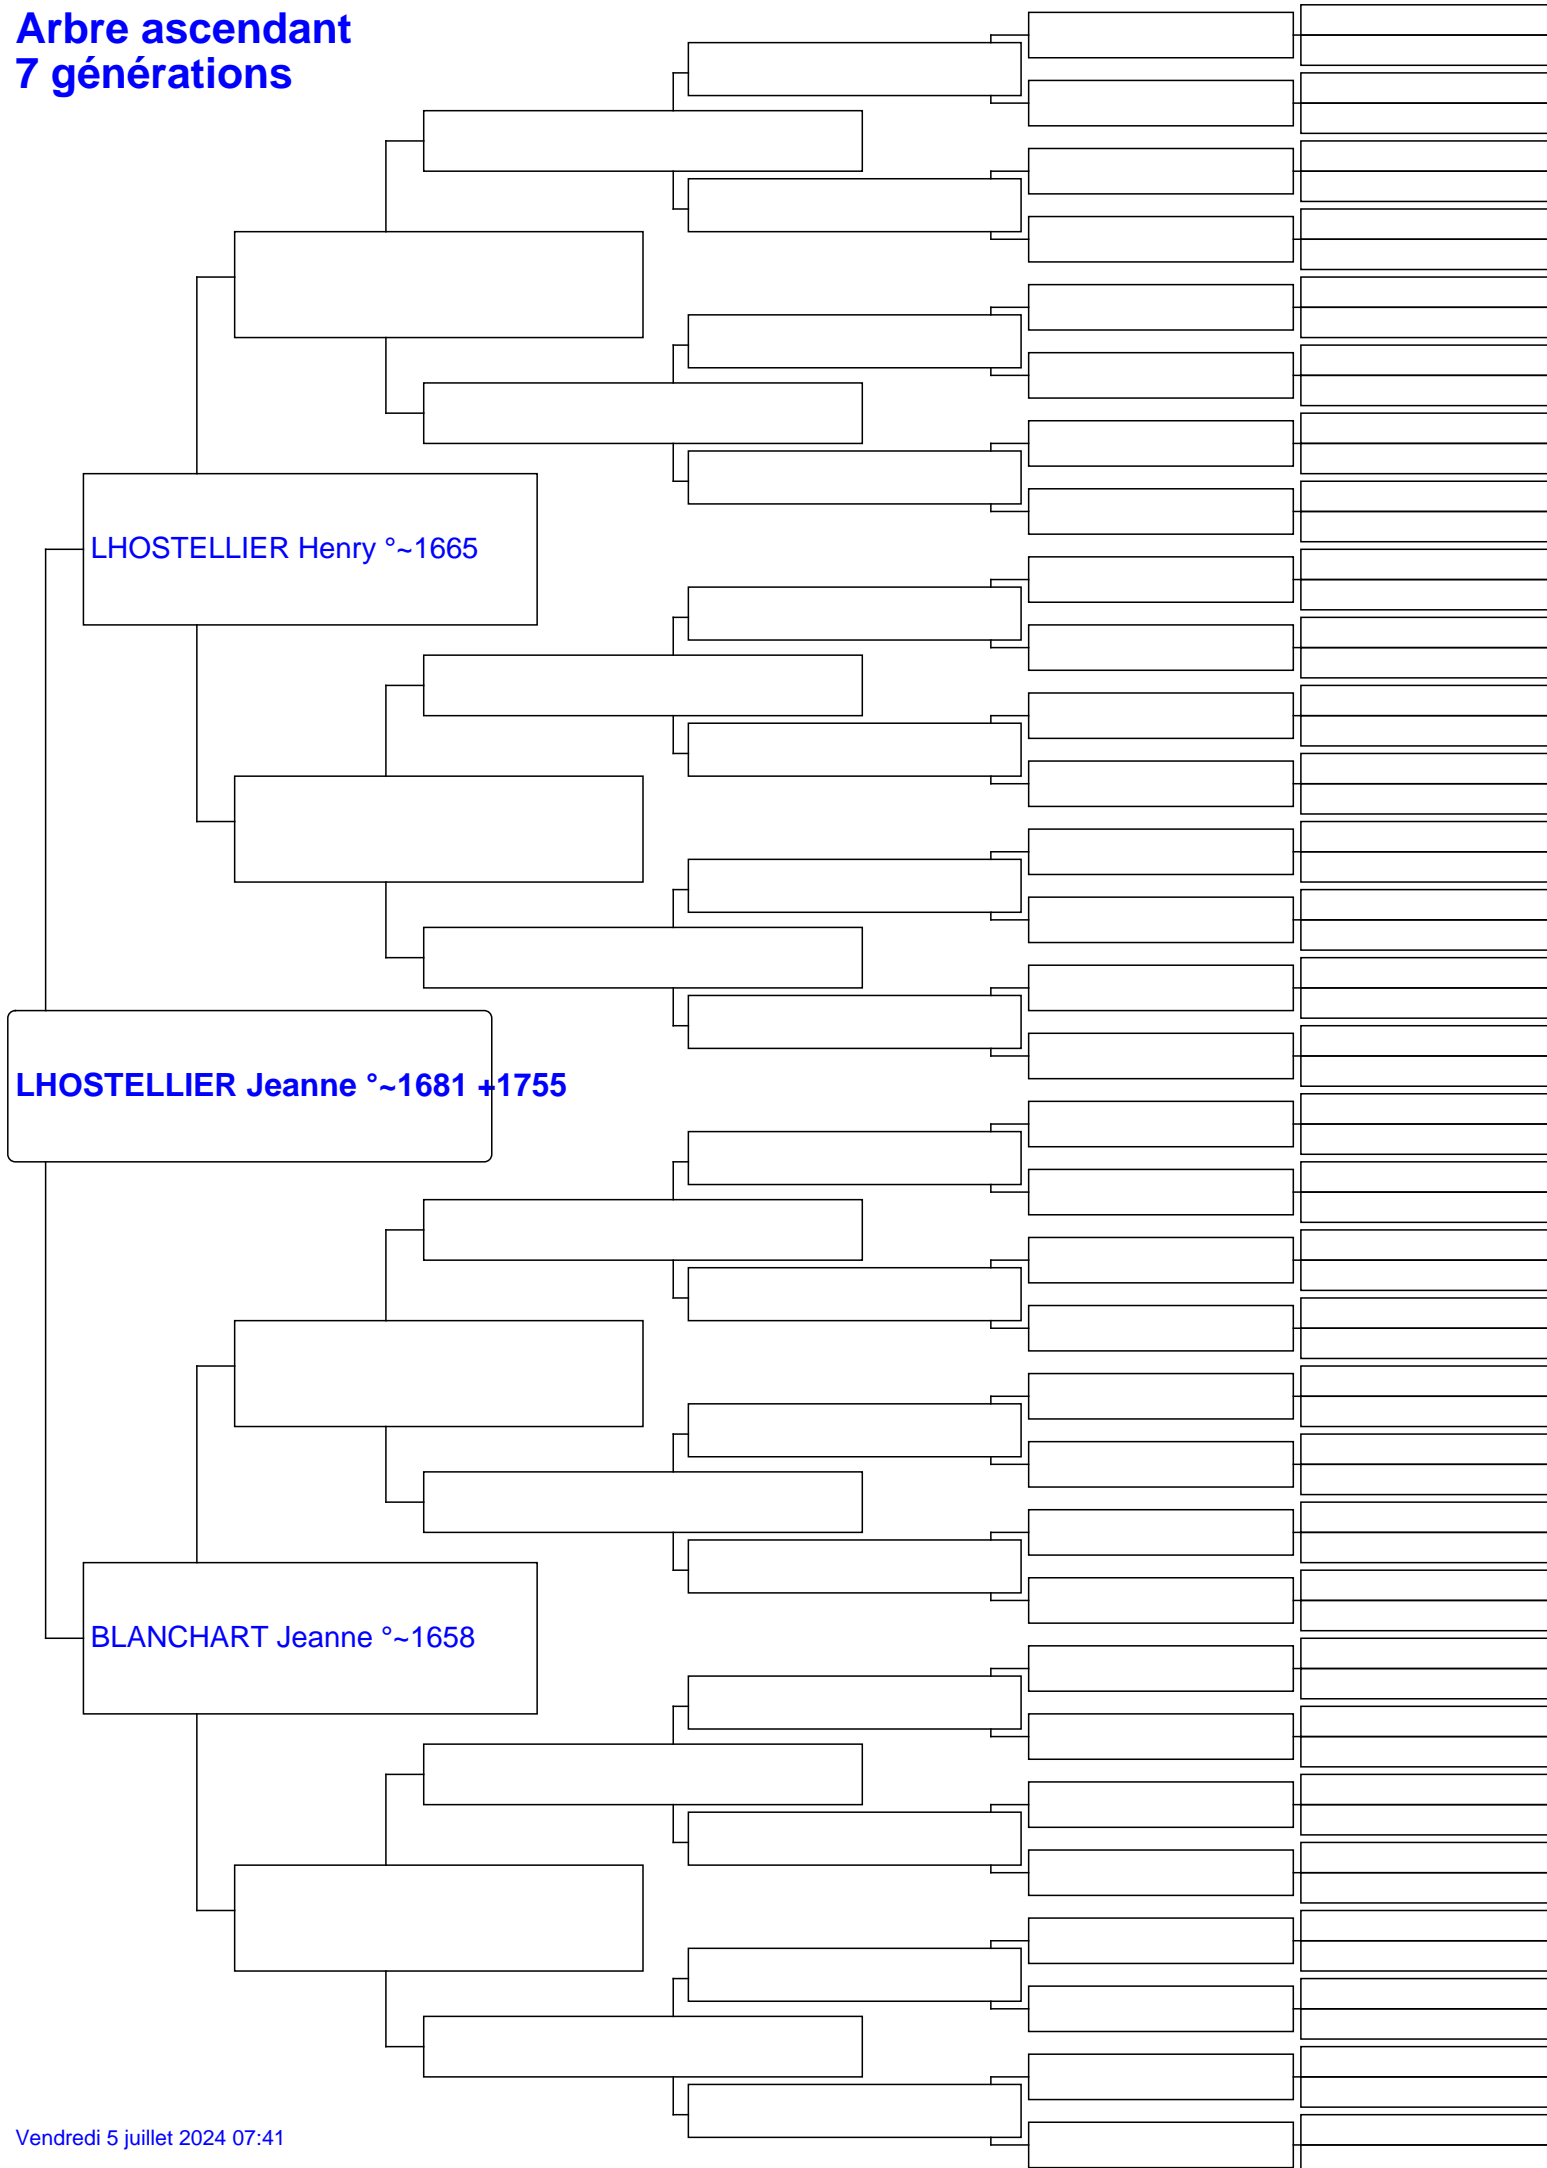 Arbre ascendant
7 générations
LHOSTELLIER Henry °~1665
LHOSTELLIER Jeanne °~1681 +1755
BLANCHART Jeanne °~1658
Vendredi 5 juillet 2024 07:41